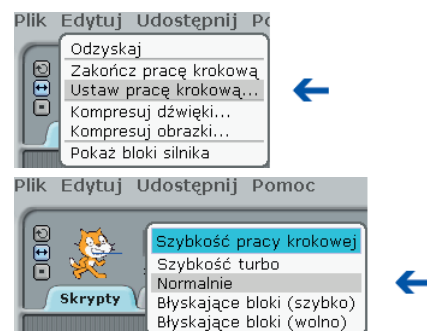 Plik Edytuj Udostępnij
Odzyskaj
Zakończ pracę krokową
Ustaw pracę krokową...
Kompresuj dźwięki...
Kompresuj obrazki...
Pokaż bloki silnika
Plik Edytuj Udostępnij Pomoc
Szybkość pracy krokowej
Szybkość turbo
Normalnie
Skrypty
Błyskające bloki (szybko)
Błyskające bloki (wolno)